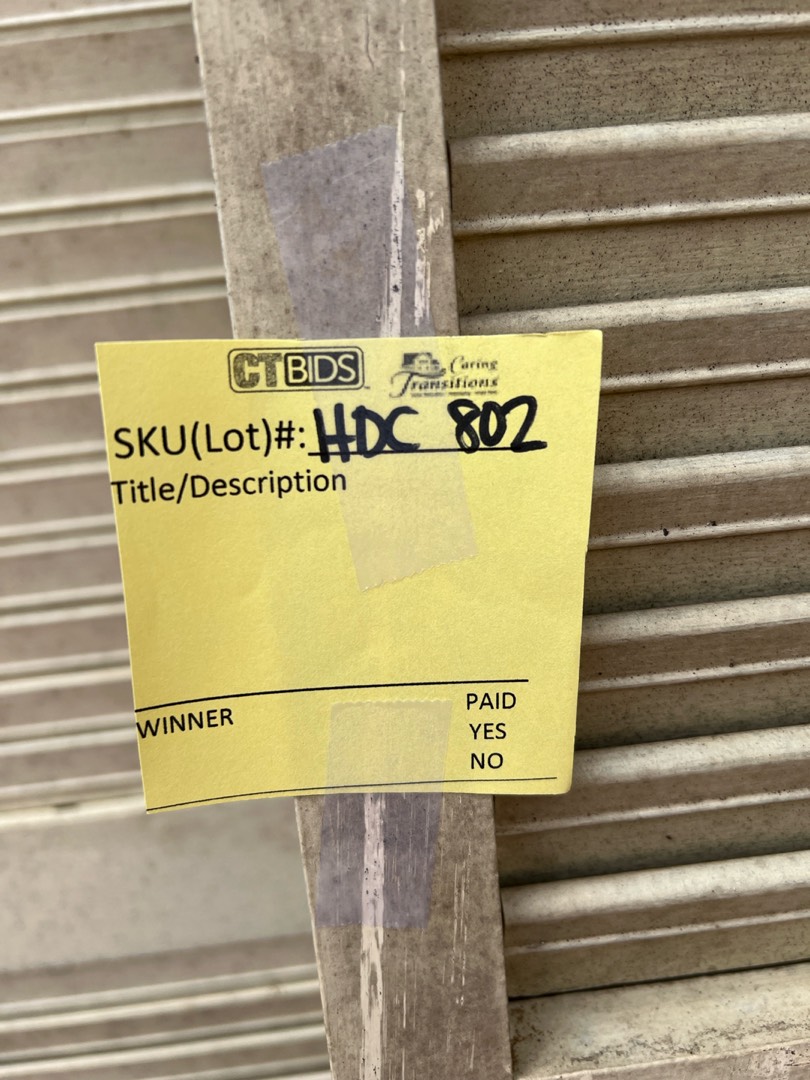 CTBIDS Caring Transitions
SKU(Lot)#: HDC 802
Title/Description
WINNER PAID
YES
NO